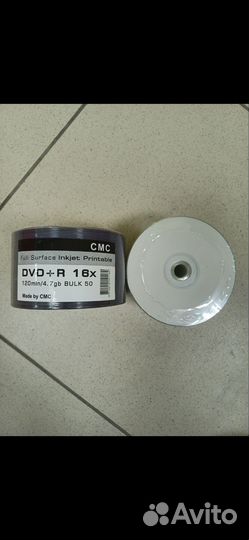 CMC
Full Surface Inkjet Printable
DVD+R 16x
120min/4.7gb BULK 50
Made by CMC
Avito